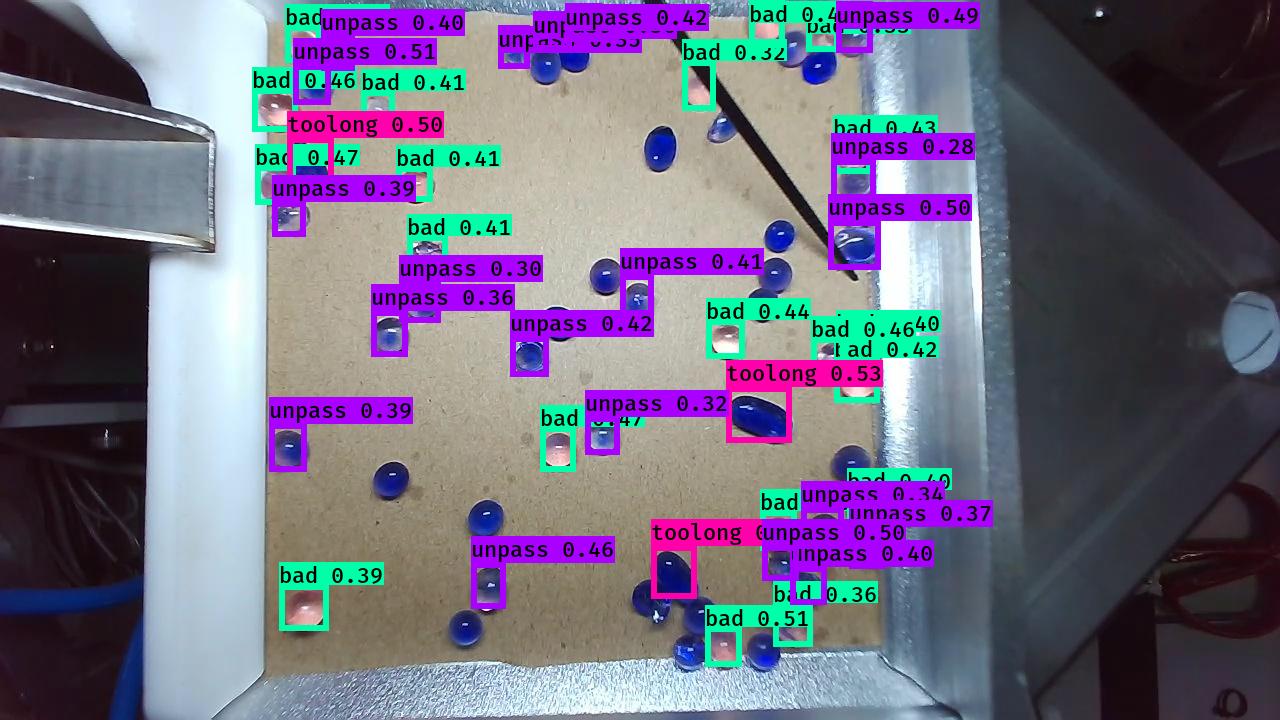 bad
unpass 0.40
unpass 0.42
bad 0.4
unpass 0.49
unpass 0.51
bad 0.32
bad 0.46
bad 0.41
toolong 0.50
bad 0.43
unpass 0.28
bad 0.47
bad 0.41
unpass 0.39
unpass 0.50
bad 0.41
unpass 0.30
unpass 0.41
unpass 0.36
bad 0.44
unpass 0.42
bad 0.46
40
bad 0.42
toolong 0.53
unpass 0.39
unpass 0.32
bad 0.47
bad 0.40
bad
unpass 0.34
unpass 0.37
toolong
unpass 0.50
unpass 0.46
unpass 0.40
bad 0.39
bad 0.36
bad 0.51